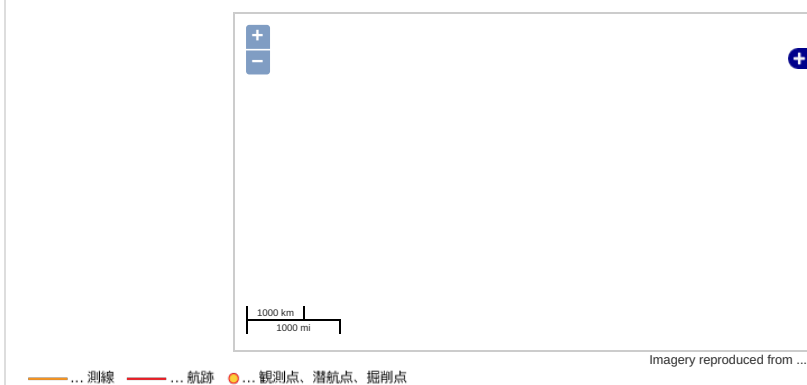 +
−
+
1000 km
1000 mi
Imagery reproduced from ...
... 測線 ... 航跡 ... 観測点、潜航点、掘削点